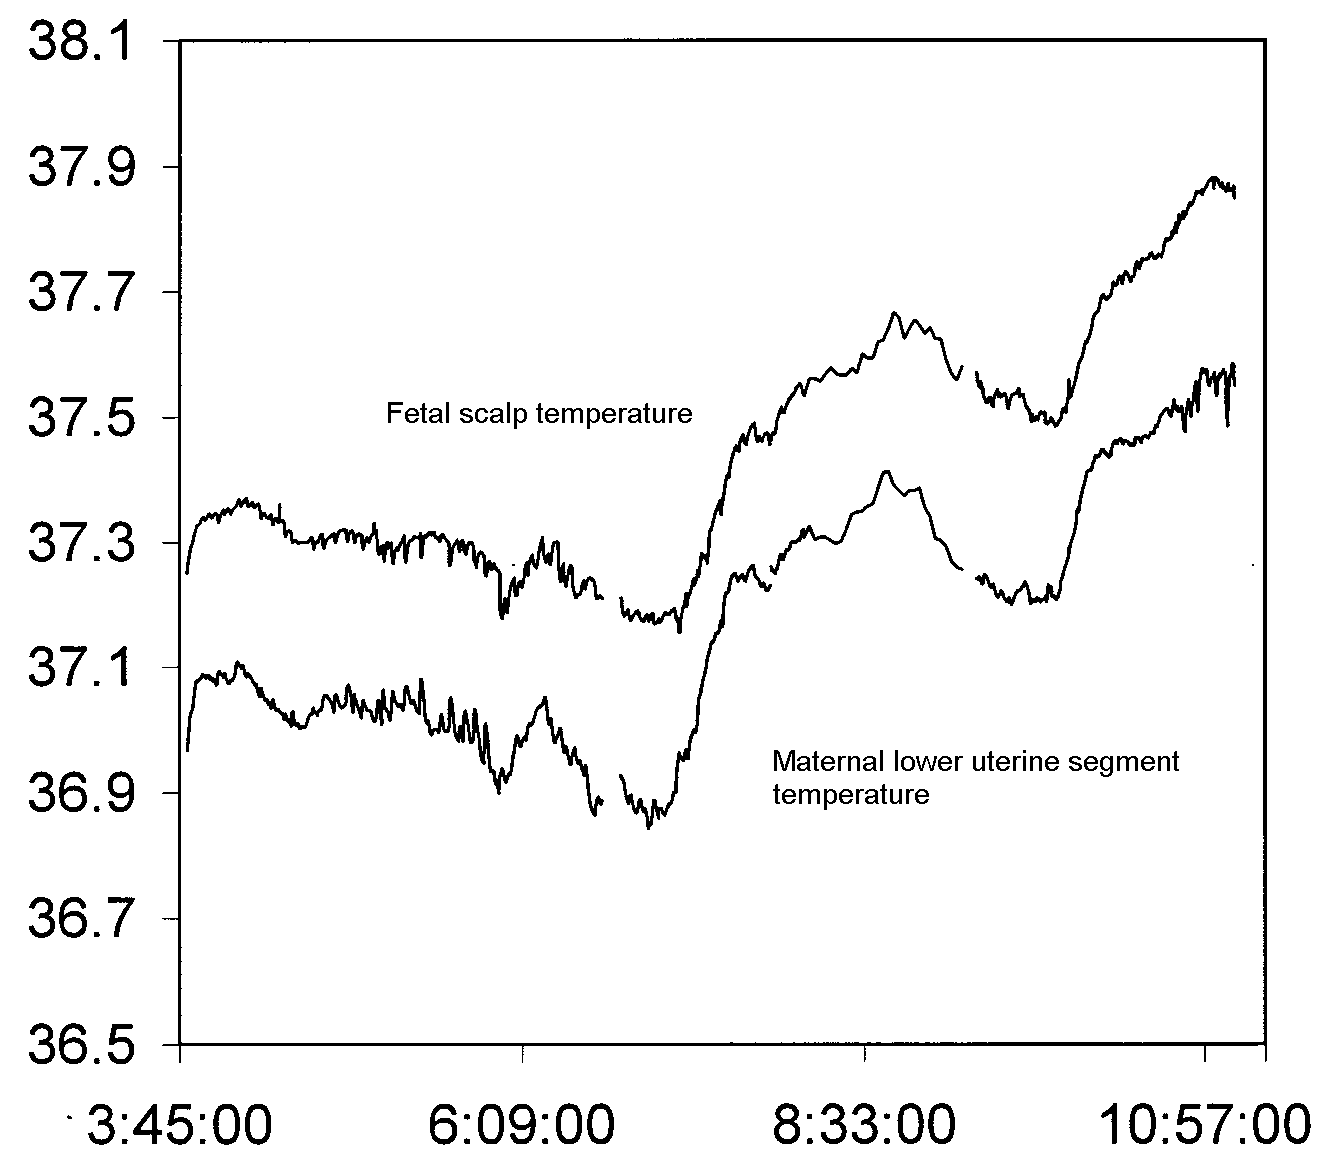 38.1
37.9
37.7
37.5
Fetal scalp temperature
37.3
37.1
Maternal lower uterine segment
temperature
36.9
36.7
36.5
3:45:00 6:09:00 8:33:00 10:57:00